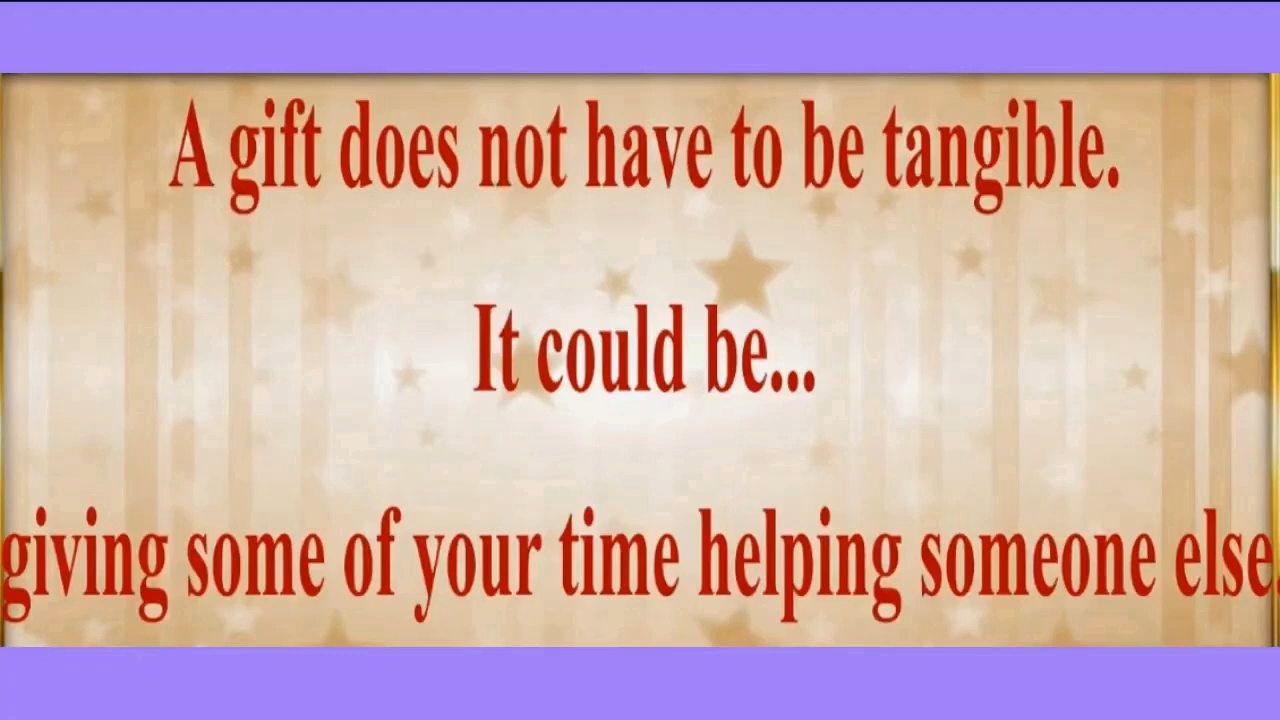 A gift does not have to be tangible.
It could be...
giving some of your time helping someone else.